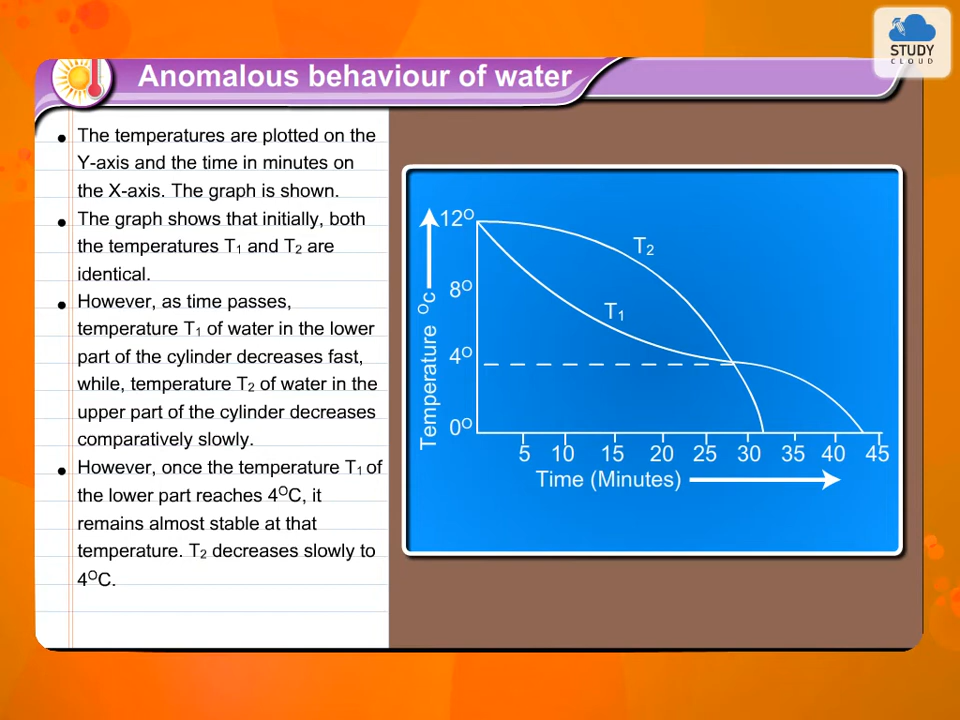 STUDY
CLOUD
Anomalous behaviour of water
• The temperatures are plotted on the
Y-axis and the time in minutes on
the X-axis. The graph is shown.
• The graph shows that initially, both
the temperatures T₁ and T₂ are
identical.
• However, as time passes,
temperature T₁ of water in the lower
part of the cylinder decreases fast,
while, temperature T₂ of water in the
upper part of the cylinder decreases
comparatively slowly.
• However, once the temperature T₁ of
the lower part reaches 4ᴼC, it
remains almost stable at that
temperature. T₂ decreases slowly to
4ᴼC.
Temperature ᴼc
12ᴼ
8ᴼ
4ᴼ
0ᴼ
T₂
T₁
5 10 15 20 25 30 35 40 45
Time (Minutes)